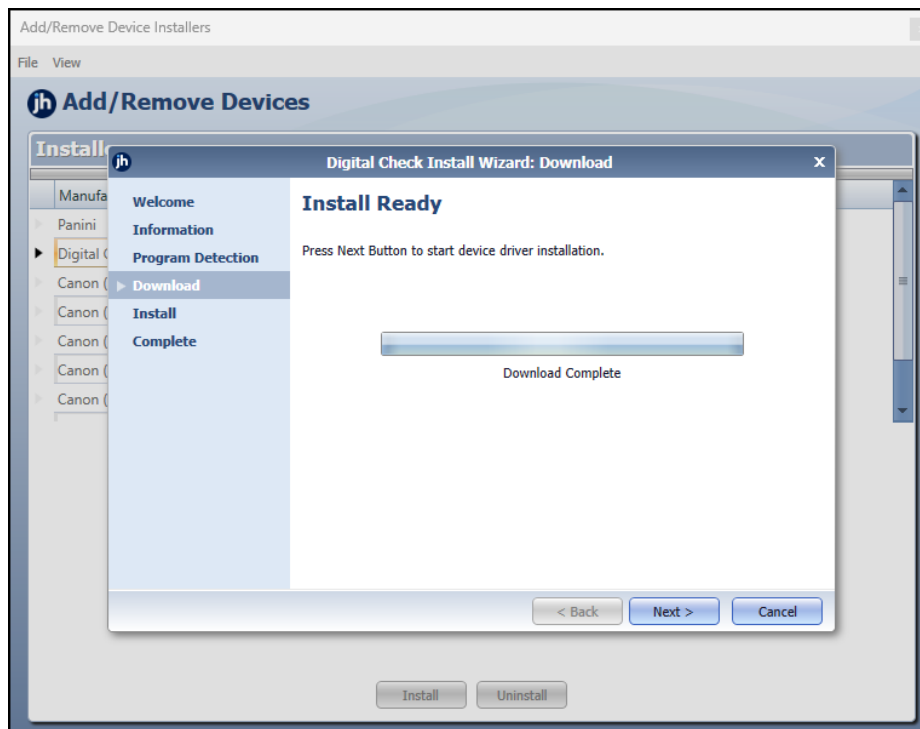 Add/Remove Device Installers
File View
jh Add/Remove Devices
jh Digital Check Install Wizard: Download x
Welcome
Information
Program Detection
Download
Install
Complete
Install Ready
Press Next Button to start device driver installation.
Download Complete
< Back Next > Cancel
Panini
Digital
Canon (
Canon (
Canon (
Canon (
Canon (
Install Uninstall